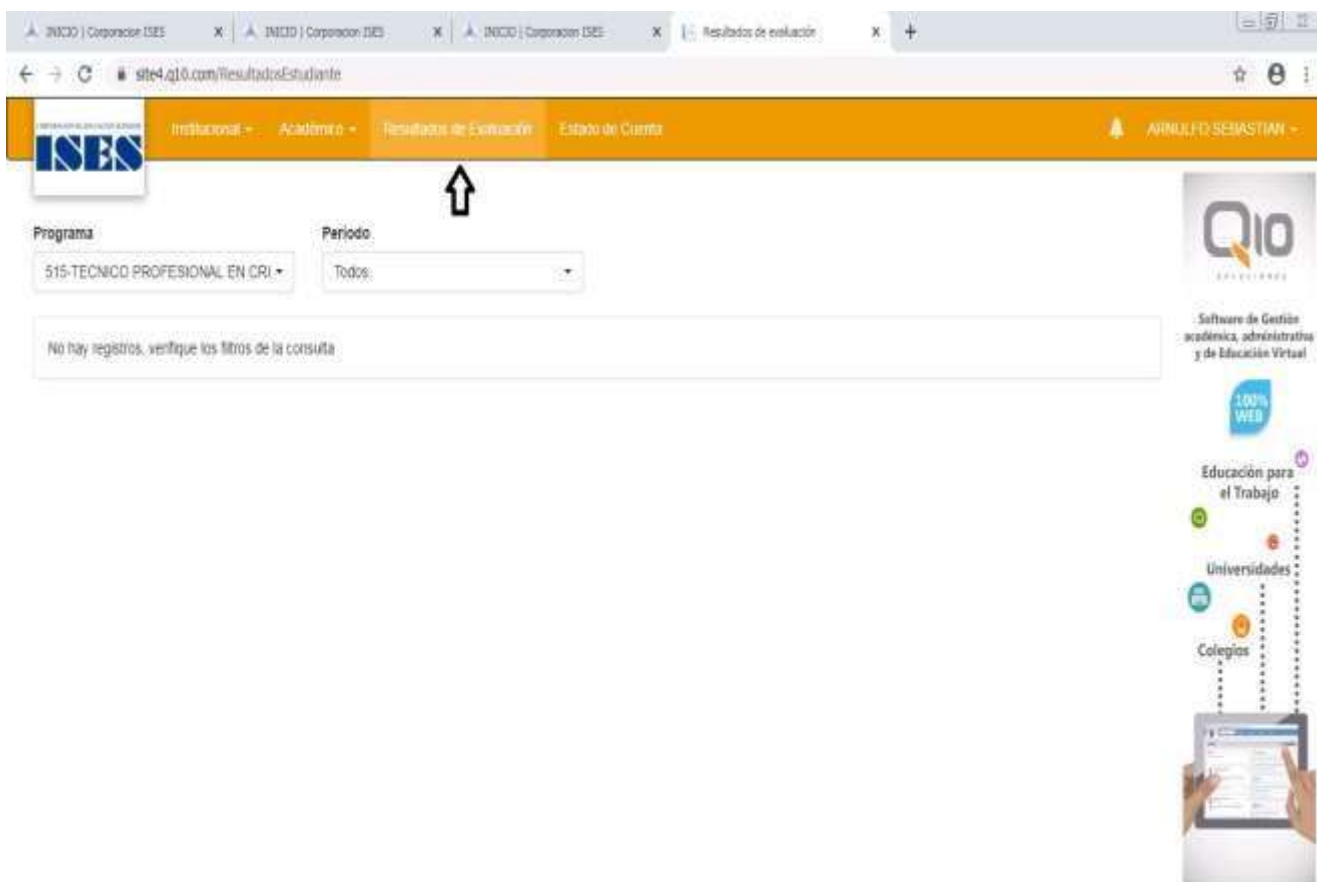 INICIO | Corporacion ISES
INICIO | Corporacion ISES
INICIO | Corporacion ISES
Resultados de evaluación
site4.q10.com/ResultadosEstudiante
ISES
Institucional
Académico
Resultados de Evaluación
Estado de Cuenta
ARNULFO SEBASTIAN
Programa
Periodo
515-TECNICO PROFESIONAL EN CRI
Todos
No hay registros, verifique los filtros de la consulta
Q10
SOLUCIONES
Software de Gestión
académica, administrativa
y de Educación Virtual
100%
WEB
Educación para
el Trabajo
Universidades
Colegios